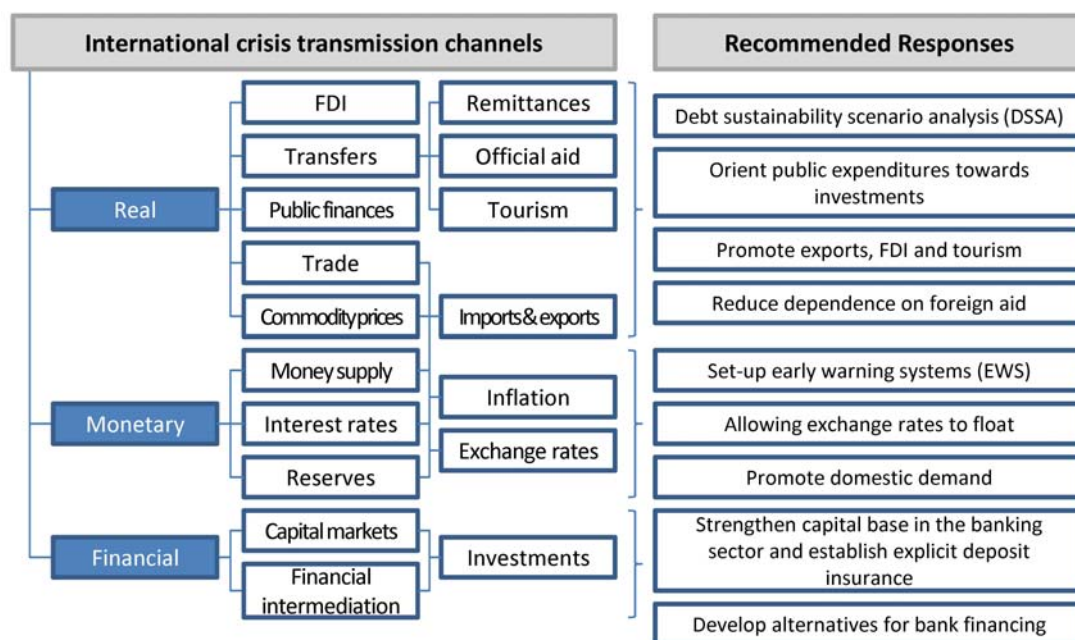 International crisis transmission channels
Recommended Responses
Real
FDI
Transfers
Public finances
Trade
Commodity prices
Remittances
Official aid
Tourism
Imports & exports
Debt sustainability scenario analysis (DSSA)
Orient public expenditures towards
investments
Promote exports, FDI and tourism
Reduce dependence on foreign aid
Monetary
Money supply
Interest rates
Reserves
Inflation
Exchange rates
Set-up early warning systems (EWS)
Allowing exchange rates to float
Promote domestic demand
Financial
Capital markets
Financial
intermediation
Investments
Strengthen capital base in the banking
sector and establish explicit deposit
insurance
Develop alternatives for bank financing